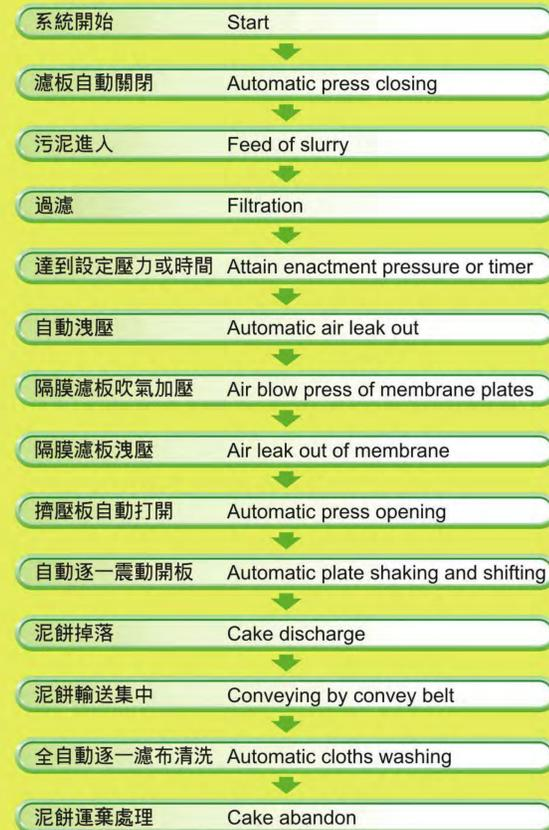 系統開始 Start
濾板自動關閉 Automatic press closing
污泥進入 Feed of slurry
過濾 Filtration
達到設定壓力或時間 Attain enactment pressure or timer
自動洩壓 Automatic air leak out
隔膜濾板吹氣加壓 Air blow press of membrane plates
隔膜濾板洩壓 Air leak out of membrane
擠壓板自動打開 Automatic press opening
自動逐一震動開板 Automatic plate shaking and shifting
泥餅掉落 Cake discharge
泥餅輸送集中 Conveying by convey belt
全自動逐一濾布清洗 Automatic cloths washing
泥餅運棄處理 Cake abandon